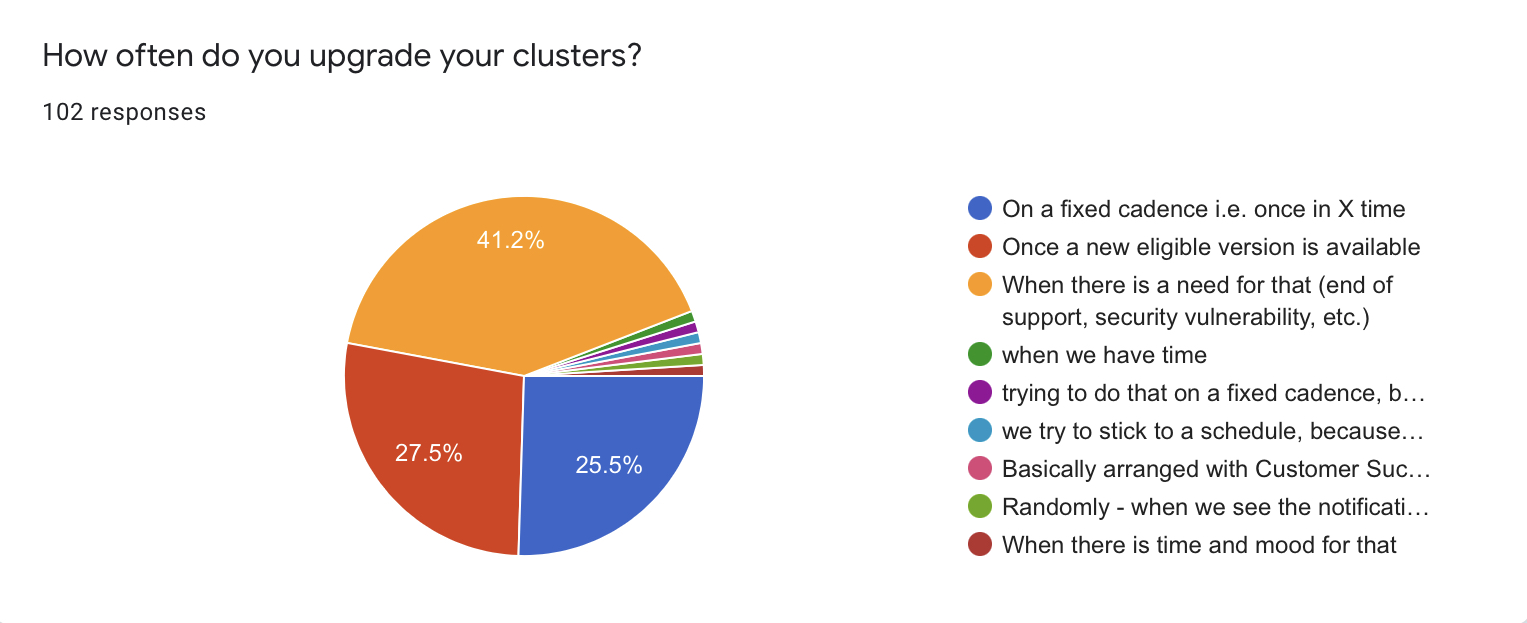 How often do you upgrade your clusters?
102 responses
41.2%
27.5%
25.5%
On a fixed cadence i.e. once in X time
Once a new eligible version is available
When there is a need for that (end of
support, security vulnerability, etc.)
when we have time
trying to do that on a fixed cadence, b…
we try to stick to a schedule, because…
Basically arranged with Customer Suc…
Randomly - when we see the notificati…
When there is time and mood for that